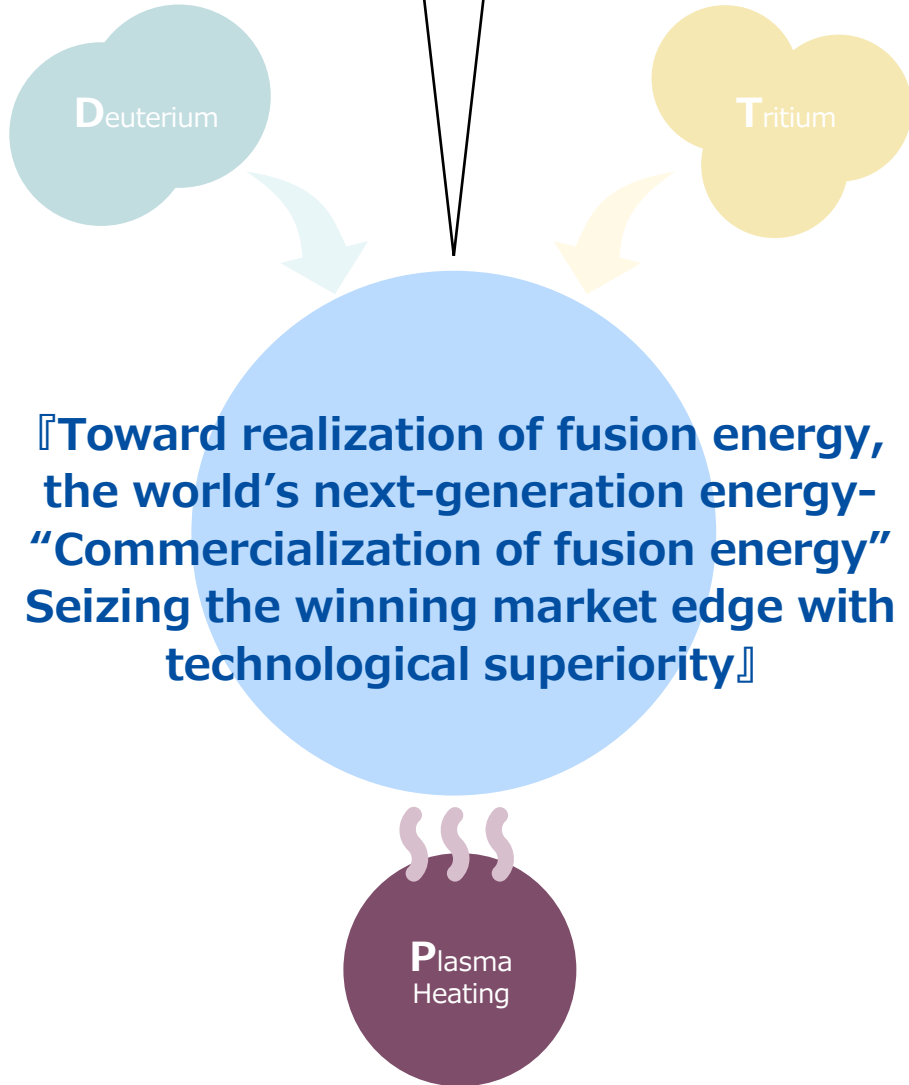 Deuterium
Tritium
『Toward realization of fusion energy,
the world’s next-generation energy-
“Commercialization of fusion energy”
Seizing the winning market edge with
technological superiority』
Plasma
Heating